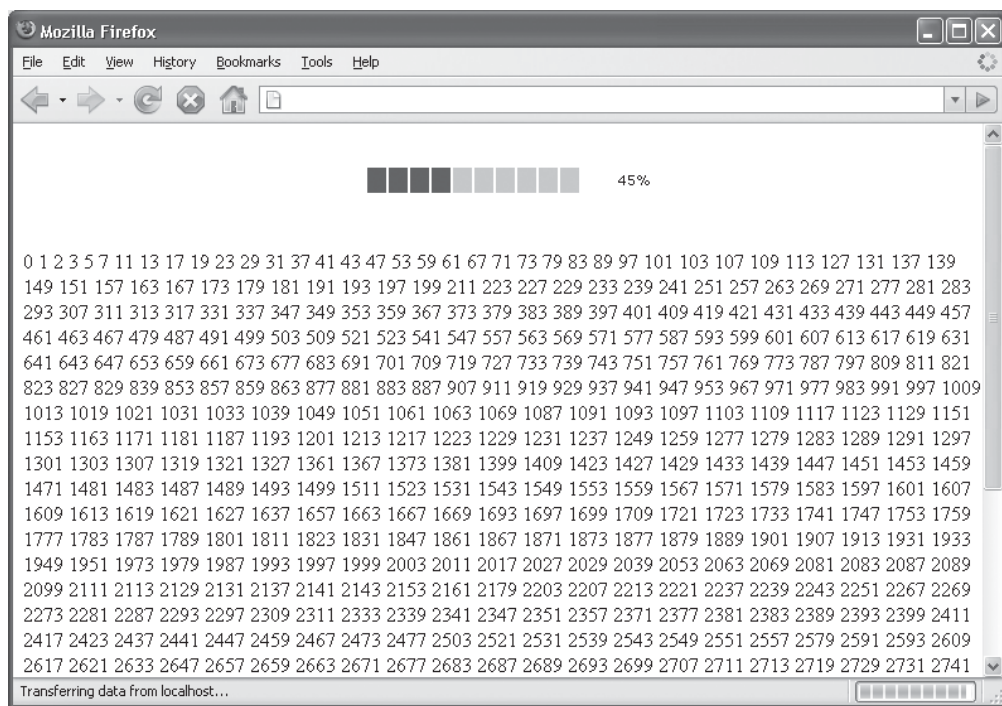 Mozilla Firefox
File Edit View History Bookmarks Tools Help
45%
0 1 2 3 5 7 11 13 17 19 23 29 31 37 41 43 47 53 59 61 67 71 73 79 83 89 97 101 103 107 109 113 127 131 137 139
149 151 157 163 167 173 179 181 191 193 197 199 211 223 227 229 233 239 241 251 257 263 269 271 277 281 283
293 307 311 313 317 331 337 347 349 353 359 367 373 379 383 389 397 401 409 419 421 431 433 439 443 449 457
461 463 467 479 487 491 499 503 509 521 523 541 547 557 563 569 571 577 587 593 599 601 607 613 617 619 631
641 643 647 653 659 661 673 677 683 691 701 709 719 727 733 739 743 751 757 761 769 773 787 797 809 811 821
823 827 829 839 853 857 859 863 877 881 883 887 907 911 919 929 937 941 947 953 967 971 977 983 991 997 1009
1013 1019 1021 1031 1033 1039 1049 1051 1061 1063 1069 1087 1091 1093 1097 1103 1109 1117 1123 1129 1151
1153 1163 1171 1181 1187 1193 1201 1213 1217 1223 1229 1231 1237 1249 1259 1277 1279 1283 1289 1291 1297
1301 1303 1307 1319 1321 1327 1361 1367 1373 1381 1399 1409 1423 1427 1429 1433 1439 1447 1451 1453 1459
1471 1481 1483 1487 1489 1493 1499 1511 1523 1531 1543 1549 1553 1559 1567 1571 1579 1583 1597 1601 1607
1609 1613 1619 1621 1627 1637 1657 1663 1667 1669 1693 1697 1699 1709 1721 1723 1733 1741 1747 1753 1759
1777 1783 1787 1789 1801 1811 1823 1831 1847 1861 1867 1871 1873 1877 1879 1889 1901 1907 1913 1931 1933
1949 1951 1973 1979 1987 1993 1997 1999 2003 2011 2017 2027 2029 2039 2053 2063 2069 2081 2083 2087 2089
2099 2111 2113 2129 2131 2137 2141 2143 2153 2161 2179 2203 2207 2213 2221 2237 2239 2243 2251 2267 2269
2273 2281 2287 2293 2297 2309 2311 2333 2339 2341 2347 2351 2357 2371 2377 2381 2383 2389 2393 2399 2411
2417 2423 2437 2441 2447 2459 2467 2473 2477 2503 2521 2531 2539 2543 2549 2551 2557 2579 2591 2593 2609
2617 2621 2633 2647 2657 2659 2663 2671 2677 2683 2687 2689 2693 2699 2707 2711 2713 2719 2729 2731 2741
Transferring data from localhost...